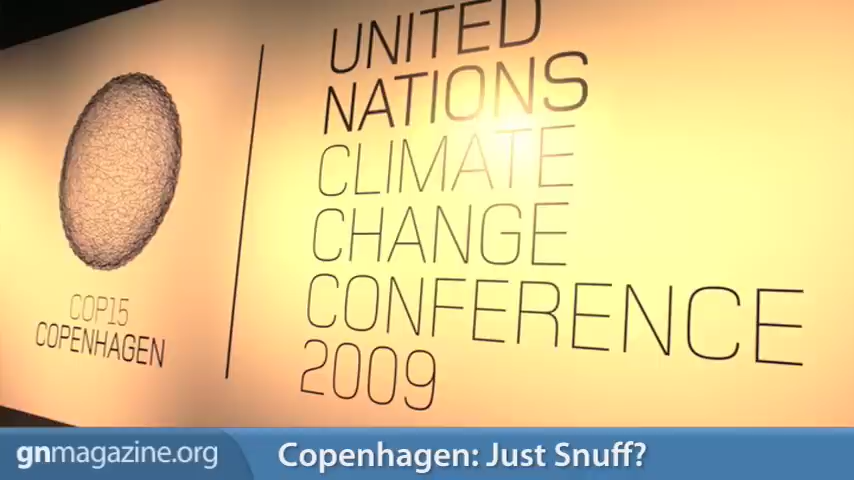 UNITED
NATIONS
CLIMATE
CHANGE
CONFERENCE
2009
COP15
COPENHAGEN
gnmagazine.org
Copenhagen: Just Snuff?